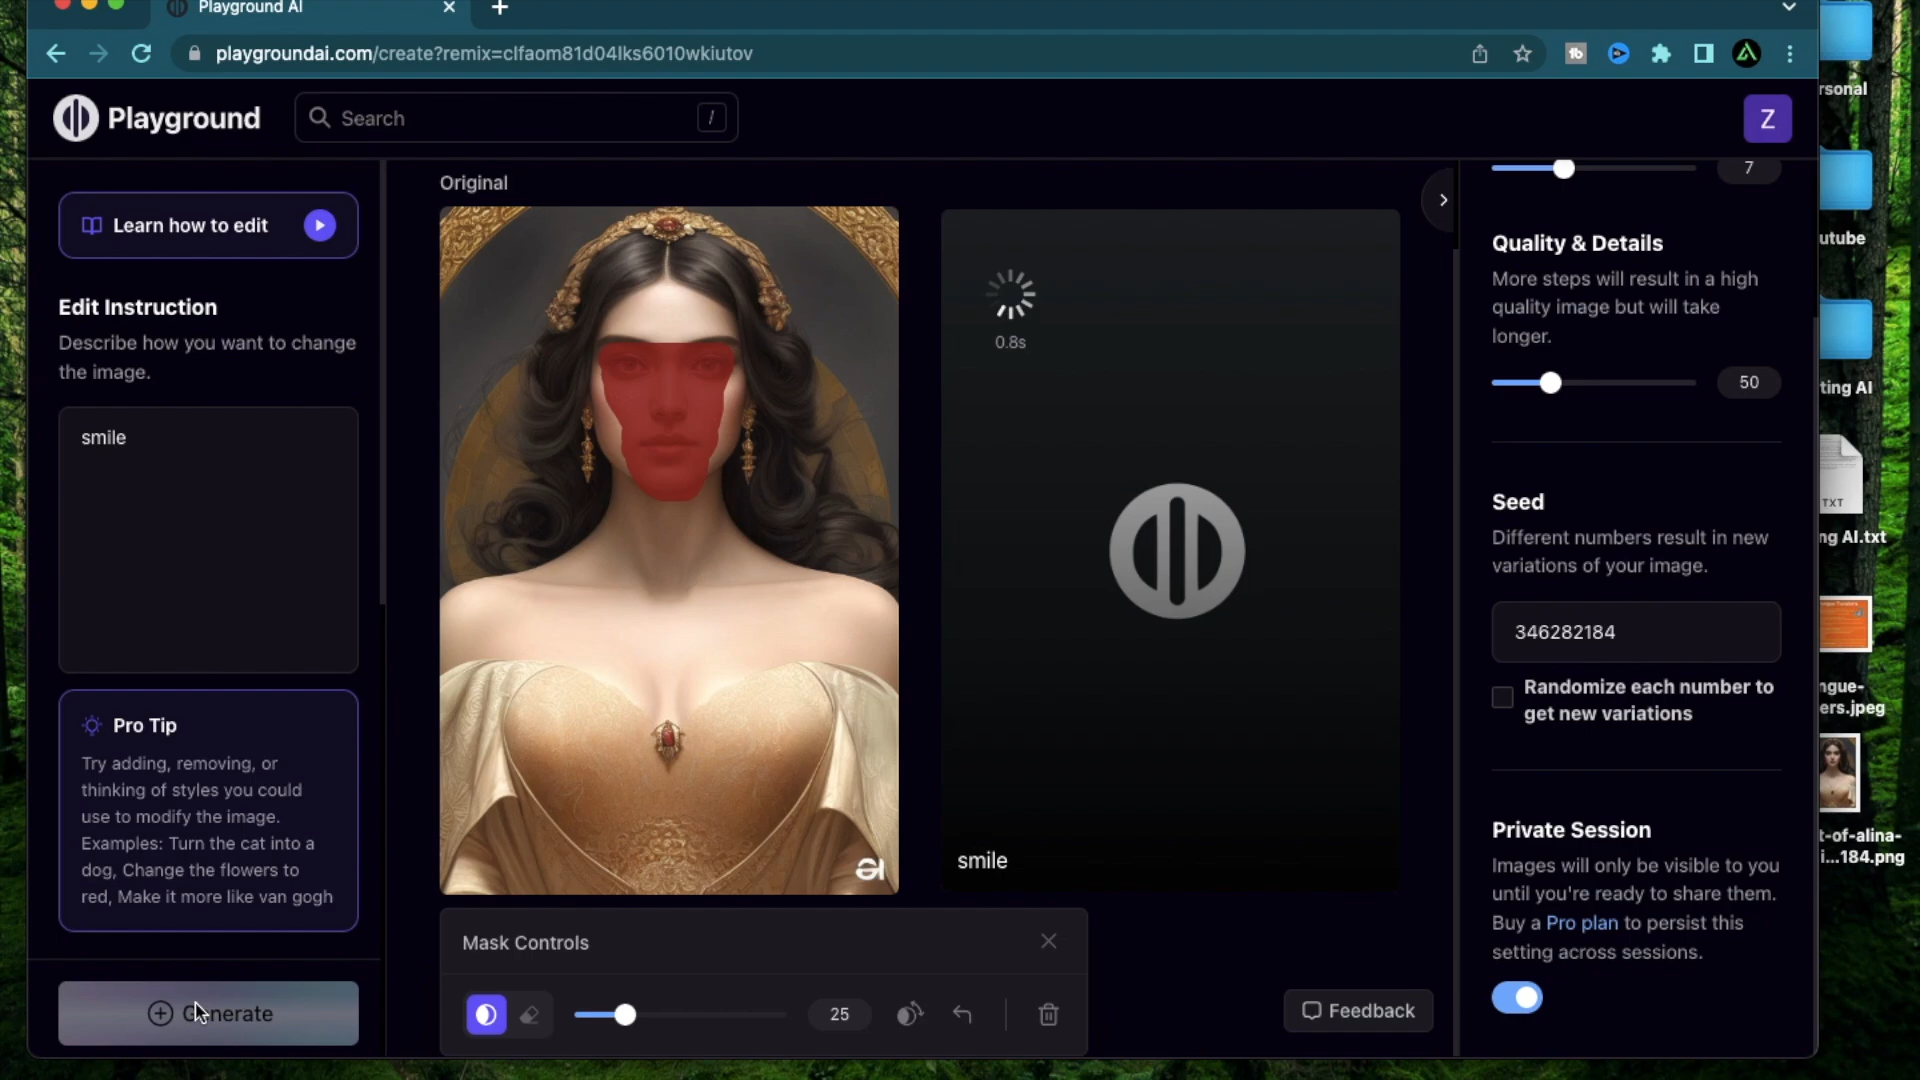 Playground AI
playgroundai.com/create?remix=clfaom81d04lks6010wkiutov
Playground
Search
/
Z
Learn how to edit
Edit Instruction
Describe how you want to change
the image.
smile
Pro Tip
Try adding, removing, or
thinking of styles you could
use to modify the image.
Examples: Turn the cat into a
dog, Change the flowers to
red, Make it more like van gogh
Generate
Original
0.8s
smile
Mask Controls
25
Feedback
7
Quality & Details
More steps will result in a high
quality image but will take
longer.
50
Seed
Different numbers result in new
variations of your image.
346282184
Randomize each number to
get new variations
Private Session
Images will only be visible to you
until you're ready to share them.
Buy a Pro plan to persist this
setting across sessions.
rsonal
utube
ting AI
TXT
ng AI.txt
ngue-
ers.jpeg
t-of-alina-
i...184.png